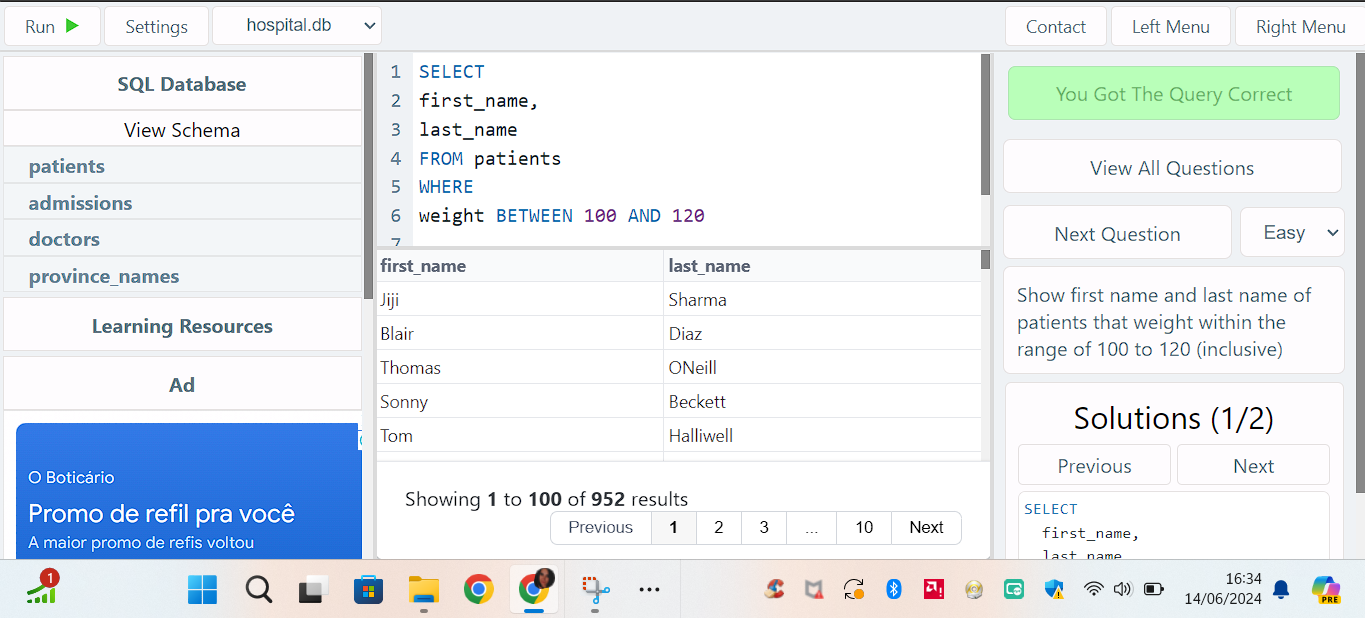 Run
Settings
hospital.db
Contact
Left Menu
Right Menu
SQL Database
View Schema
patients
admissions
doctors
province_names
Learning Resources
Ad
O Boticário
Promo de refil pra você
A maior promo de refis voltou
1 SELECT
2 first_name,
3 last_name
4 FROM patients
5 WHERE
6 weight BETWEEN 100 AND 120
7
first_name last_name
Jiji Sharma
Blair Diaz
Thomas ONeill
Sonny Beckett
Tom Halliwell
Showing 1 to 100 of 952 results
Previous 1 2 3 ... 10 Next
You Got The Query Correct
View All Questions
Next Question
Easy
Show first name and last name of
patients that weight within the
range of 100 to 120 (inclusive)
Solutions (1/2)
Previous
Next
SELECT
first_name,
last_name
1
16:34
14/06/2024
PRE